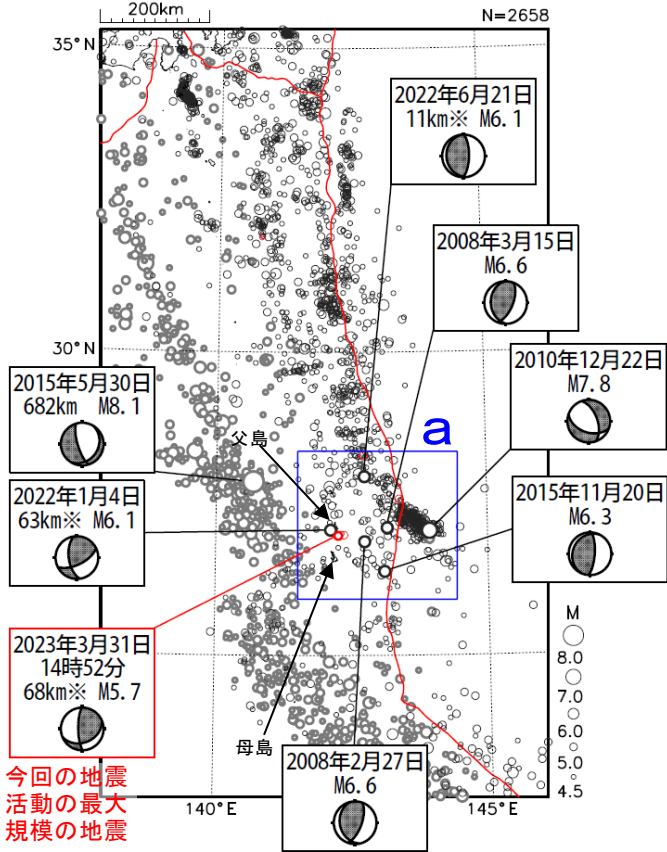 200km
N=2658
35°N
2022年6月21日
11km※ M6.1
2008年3月15日
M6.6
30°N
2010年12月22日
M7.8
2015年5月30日
682km M8.1
a
父島
2022年1月4日
63km※ M6.1
2015年11月20日
M6.3
2023年3月31日
14時52分
68km※ M5.7
今回の地震
活動の最大
規模の地震
母島
2008年2月27日
M6.6
M
8.0
7.0
6.0
5.0
4.5
140°E
145°E